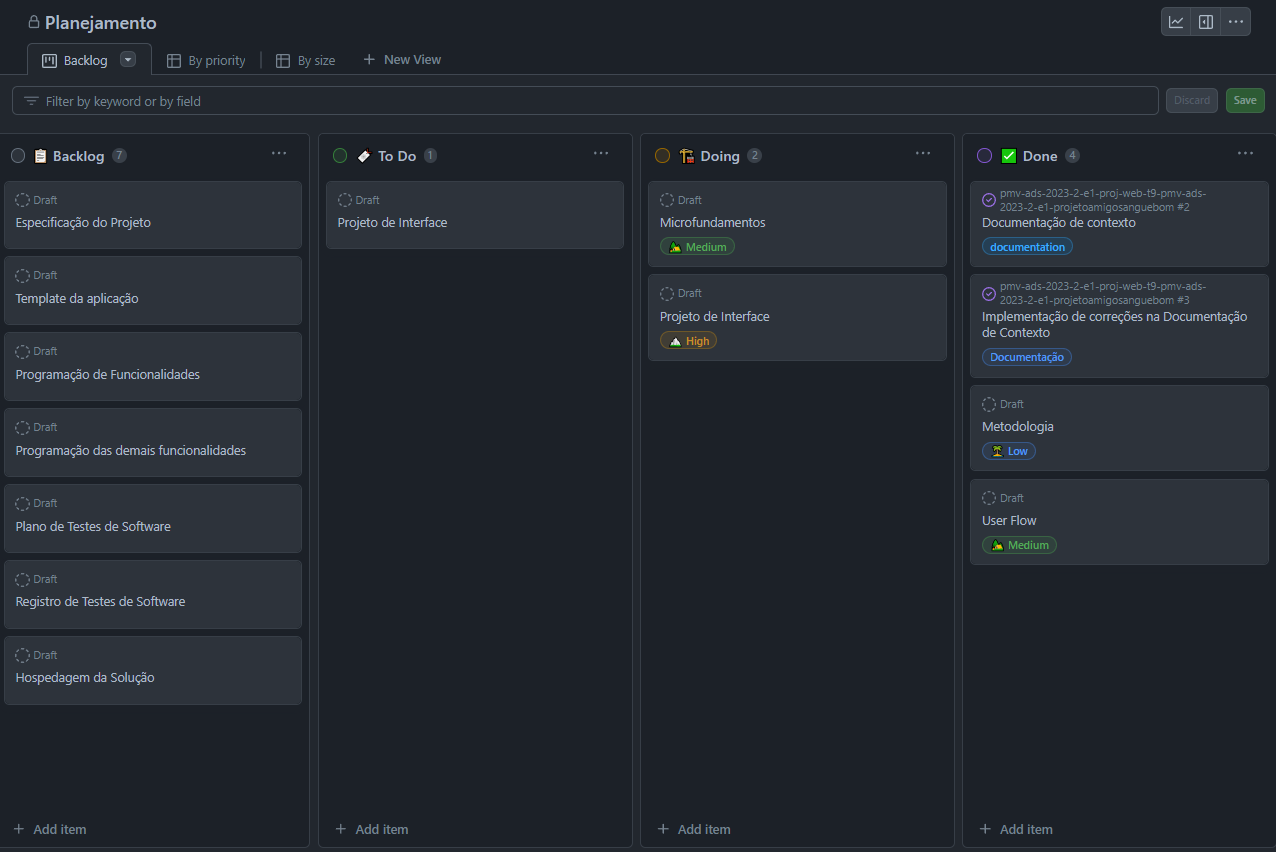 Planejamento
Backlog
By priority
By size
New View
Filter by keyword or by field
Discard
Save
Backlog 7
Draft
Especificação do Projeto
Draft
Template da aplicação
Draft
Programação de Funcionalidades
Draft
Programação das demais funcionalidades
Draft
Plano de Testes de Software
Draft
Registro de Testes de Software
Draft
Hospedagem da Solução
Add item
To Do 1
Draft
Projeto de Interface
Add item
Doing 2
Draft
Microfundamentos
Medium
Draft
Projeto de Interface
High
Add item
Done 4
pmv-ads-2023-2-e1-proj-web-t9-pmv-ads-
2023-2-e1-projetoamigosanguebom #2
Documentação de contexto
documentation
pmv-ads-2023-2-e1-proj-web-t9-pmv-ads-
2023-2-e1-projetoamigosanguebom #3
Implementação de correções na Documentação
de Contexto
Documentação
Draft
Metodologia
Low
Draft
User Flow
Medium
Add item